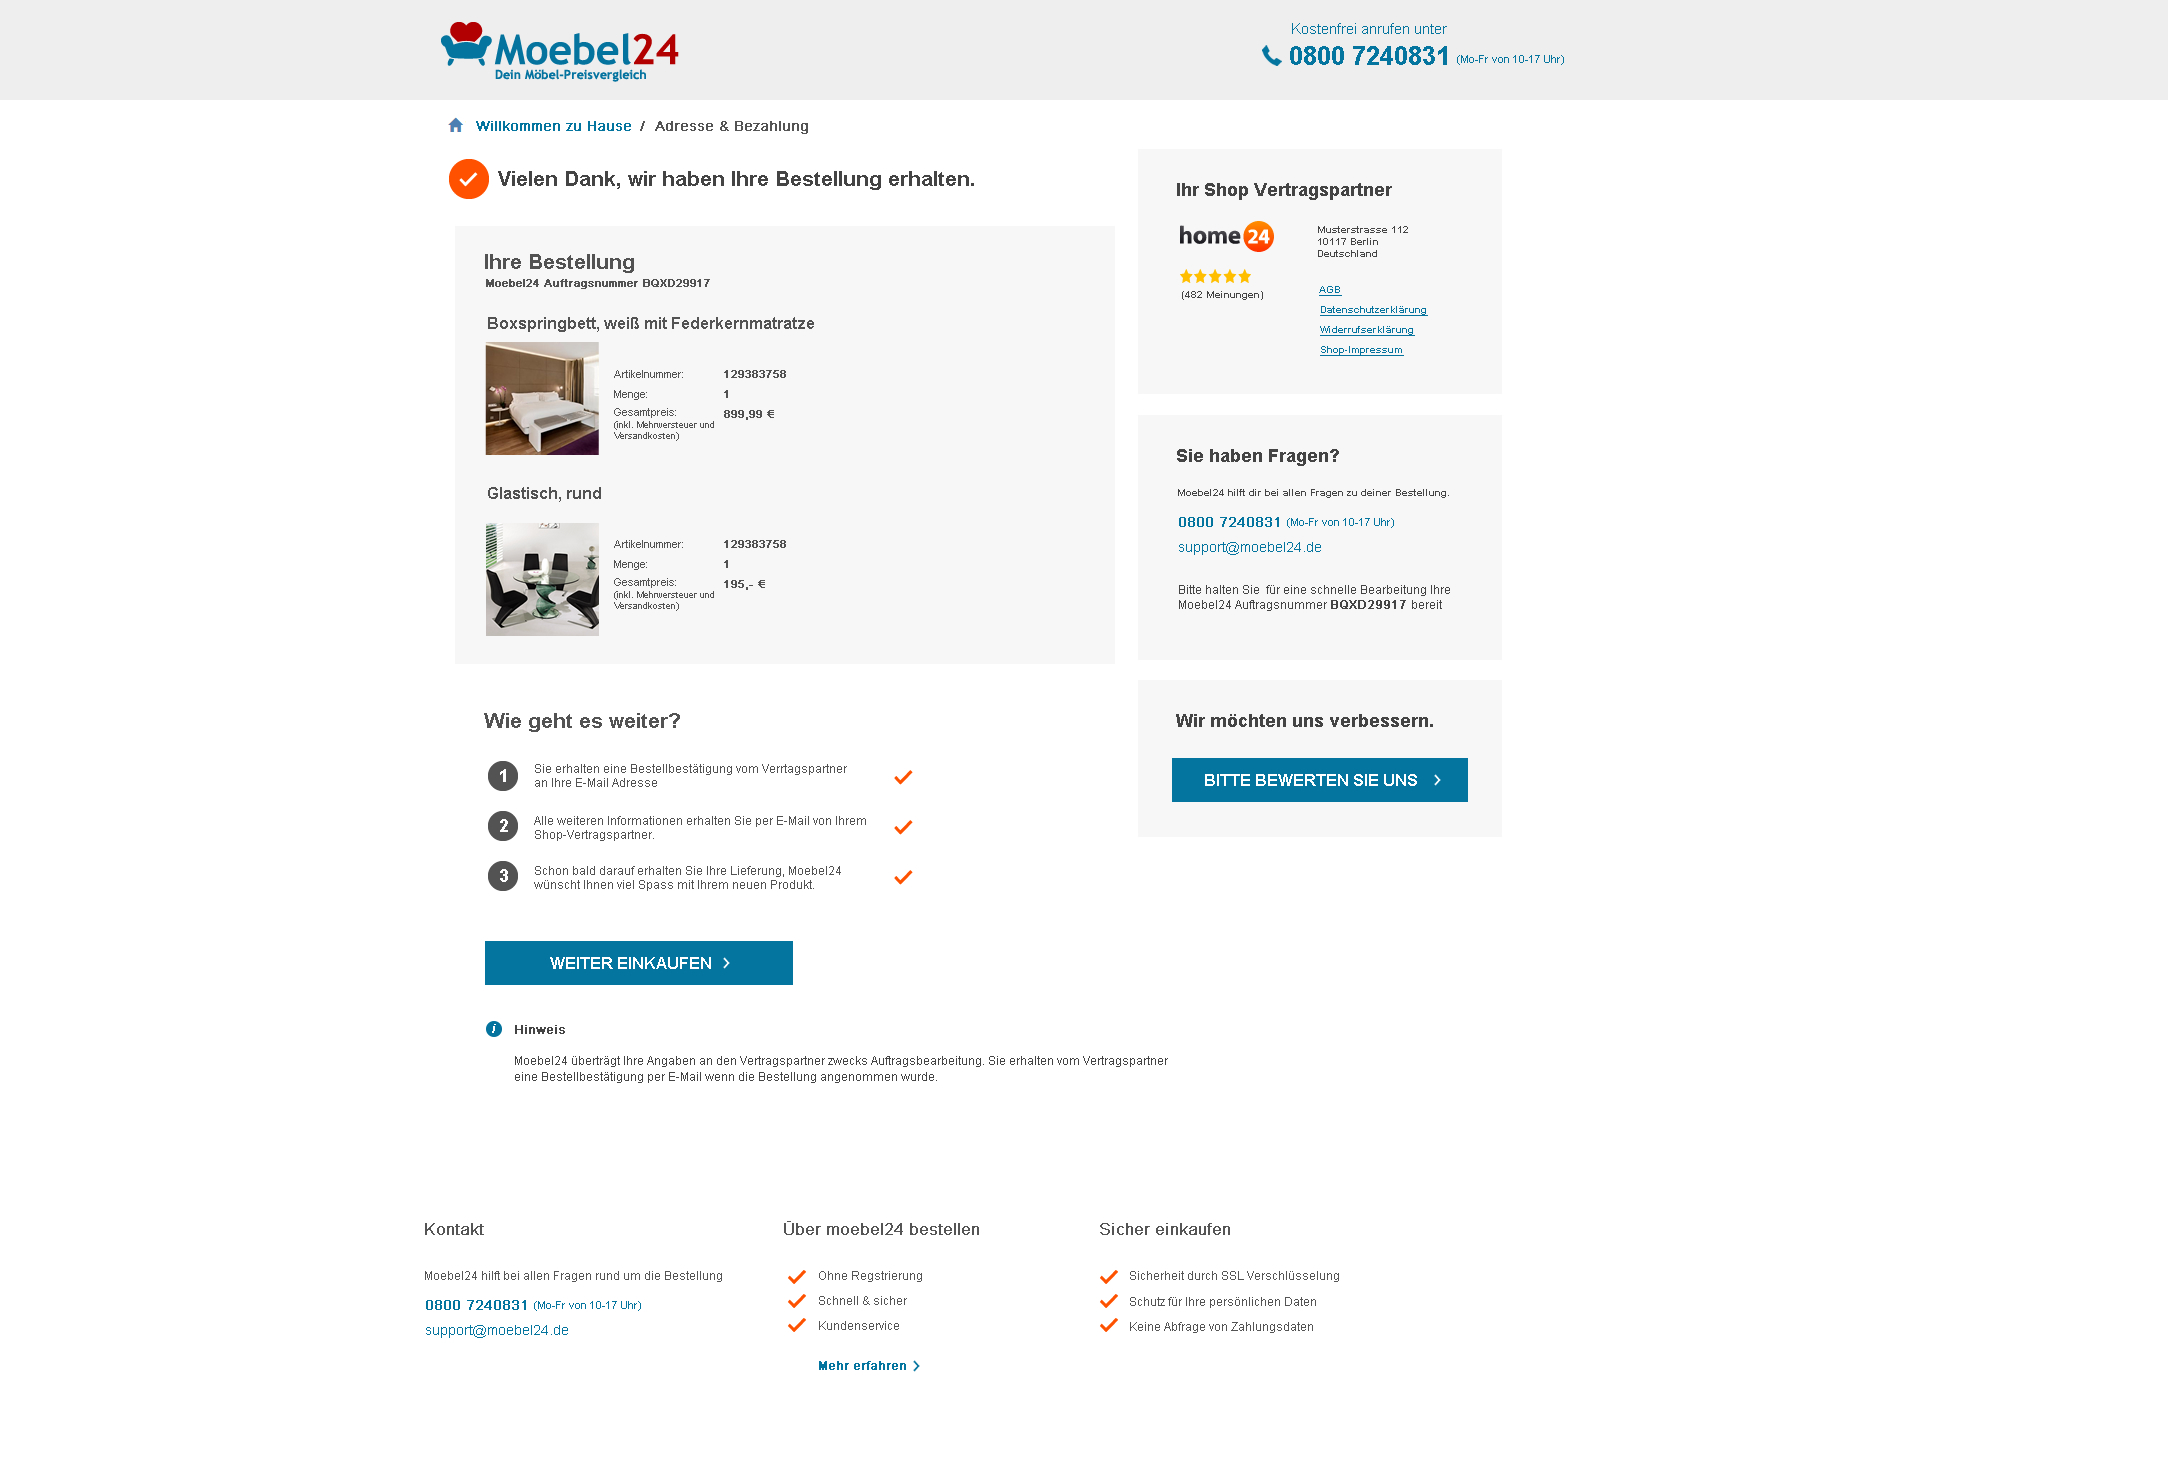 Moebel24
Dein Möbel-Preisvergleich
Kostenfrei anrufen unter
0800 7240831 (Mo-Fr von 10-17 Uhr)
Willkommen zu Hause / Adresse & Bezahlung
Vielen Dank, wir haben Ihre Bestellung erhalten.
Ihre Bestellung
Moebel24 Auftragsnummer BQXD29917
Boxspringbett, weiß mit Federkernmatratze
Artikelnummer: 129383758
Menge: 1
Gesamtpreis: 899,99 €
(inkl. Mehrwersteuer und
Versandkosten)
Glastisch, rund
Artikelnummer: 129383758
Menge: 1
Gesamtpreis: 195,- €
(inkl. Mehrwersteuer und
Versandkosten)
Ihr Shop Vertragspartner
home24
(482 Meinungen)
Musterstrasse 112
10117 Berlin
Deutschland
AGB
Datenschutzerklärung
Widerrufserklärung
Shop-Impressum
Sie haben Fragen?
Moebel24 hilft dir bei allen Fragen zu deiner Bestellung.
0800 7240831 (Mo-Fr von 10-17 Uhr)
support@moebel24.de
Bitte halten Sie für eine schnelle Bearbeitung Ihre
Moebel24 Auftragsnummer BQXD29917 bereit
Wir möchten uns verbessern.
BITTE BEWERTEN SIE UNS
Wie geht es weiter?
1 Sie erhalten eine Bestellbestätigung vom Verrtagspartner
an Ihre E-Mail Adresse
2 Alle weiteren Informationen erhalten Sie per E-Mail von Ihrem
Shop-Vertragspartner.
3 Schon bald darauf erhalten Sie Ihre Lieferung, Moebel24
wünscht Ihnen viel Spass mit Ihrem neuen Produkt.
WEITER EINKAUFEN
i Hinweis
Moebel24 überträgt Ihre Angaben an den Vertragspartner zwecks Auftragsbearbeitung. Sie erhalten vom Vertragspartner
eine Bestellbestätigung per E-Mail wenn die Bestellung angenommen wurde.
Kontakt
Moebel24 hilft bei allen Fragen rund um die Bestellung
0800 7240831 (Mo-Fr von 10-17 Uhr)
support@moebel24.de
Über moebel24 bestellen
Ohne Regstrierung
Schnell & sicher
Kundenservice
Mehr erfahren
Sicher einkaufen
Sicherheit durch SSL Verschlüsselung
Schutz für Ihre persönlichen Daten
Keine Abfrage von Zahlungsdaten